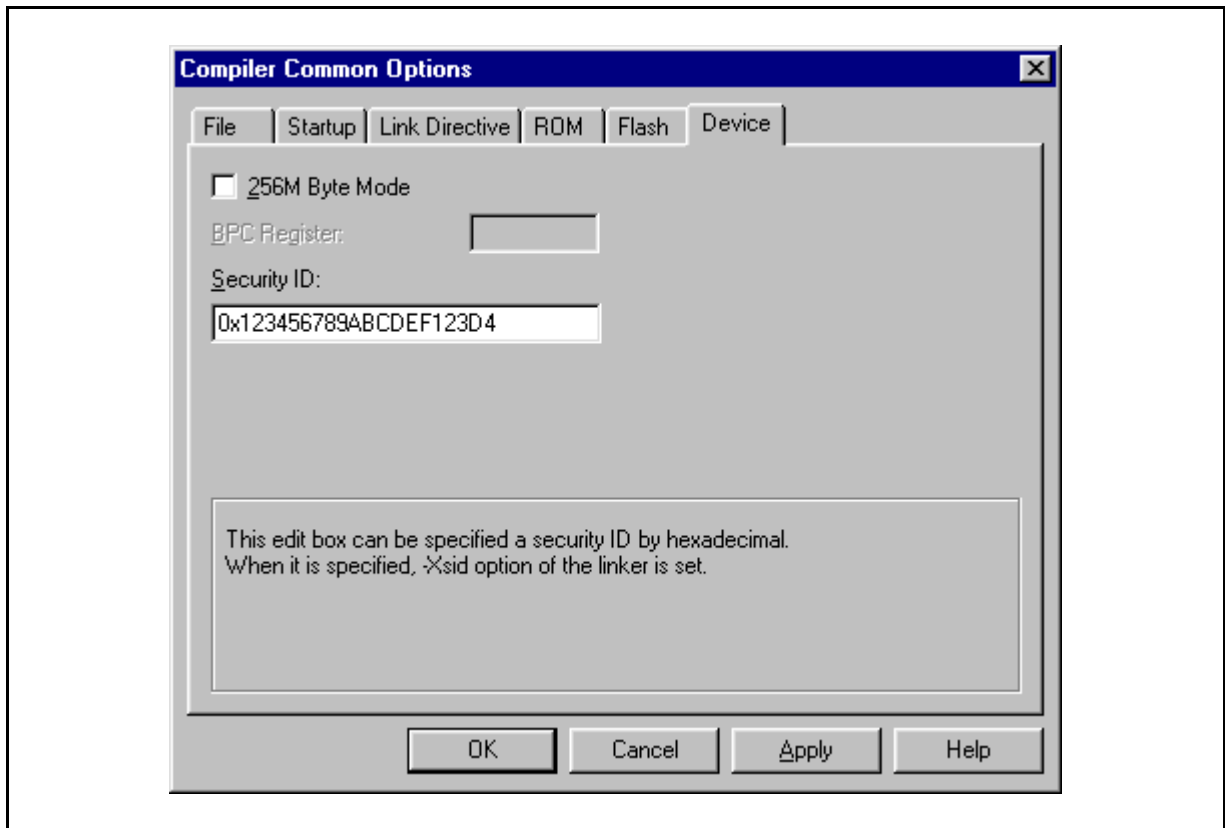 Compiler Common Options
File Startup Link Directive ROM Flash Device
256M Byte Mode
BPC Register:
Security ID:
0x123456789ABCDEF123D4
This edit box can be specified a security ID by hexadecimal.
When it is specified, -Xsid option of the linker is set.
OK Cancel Apply Help